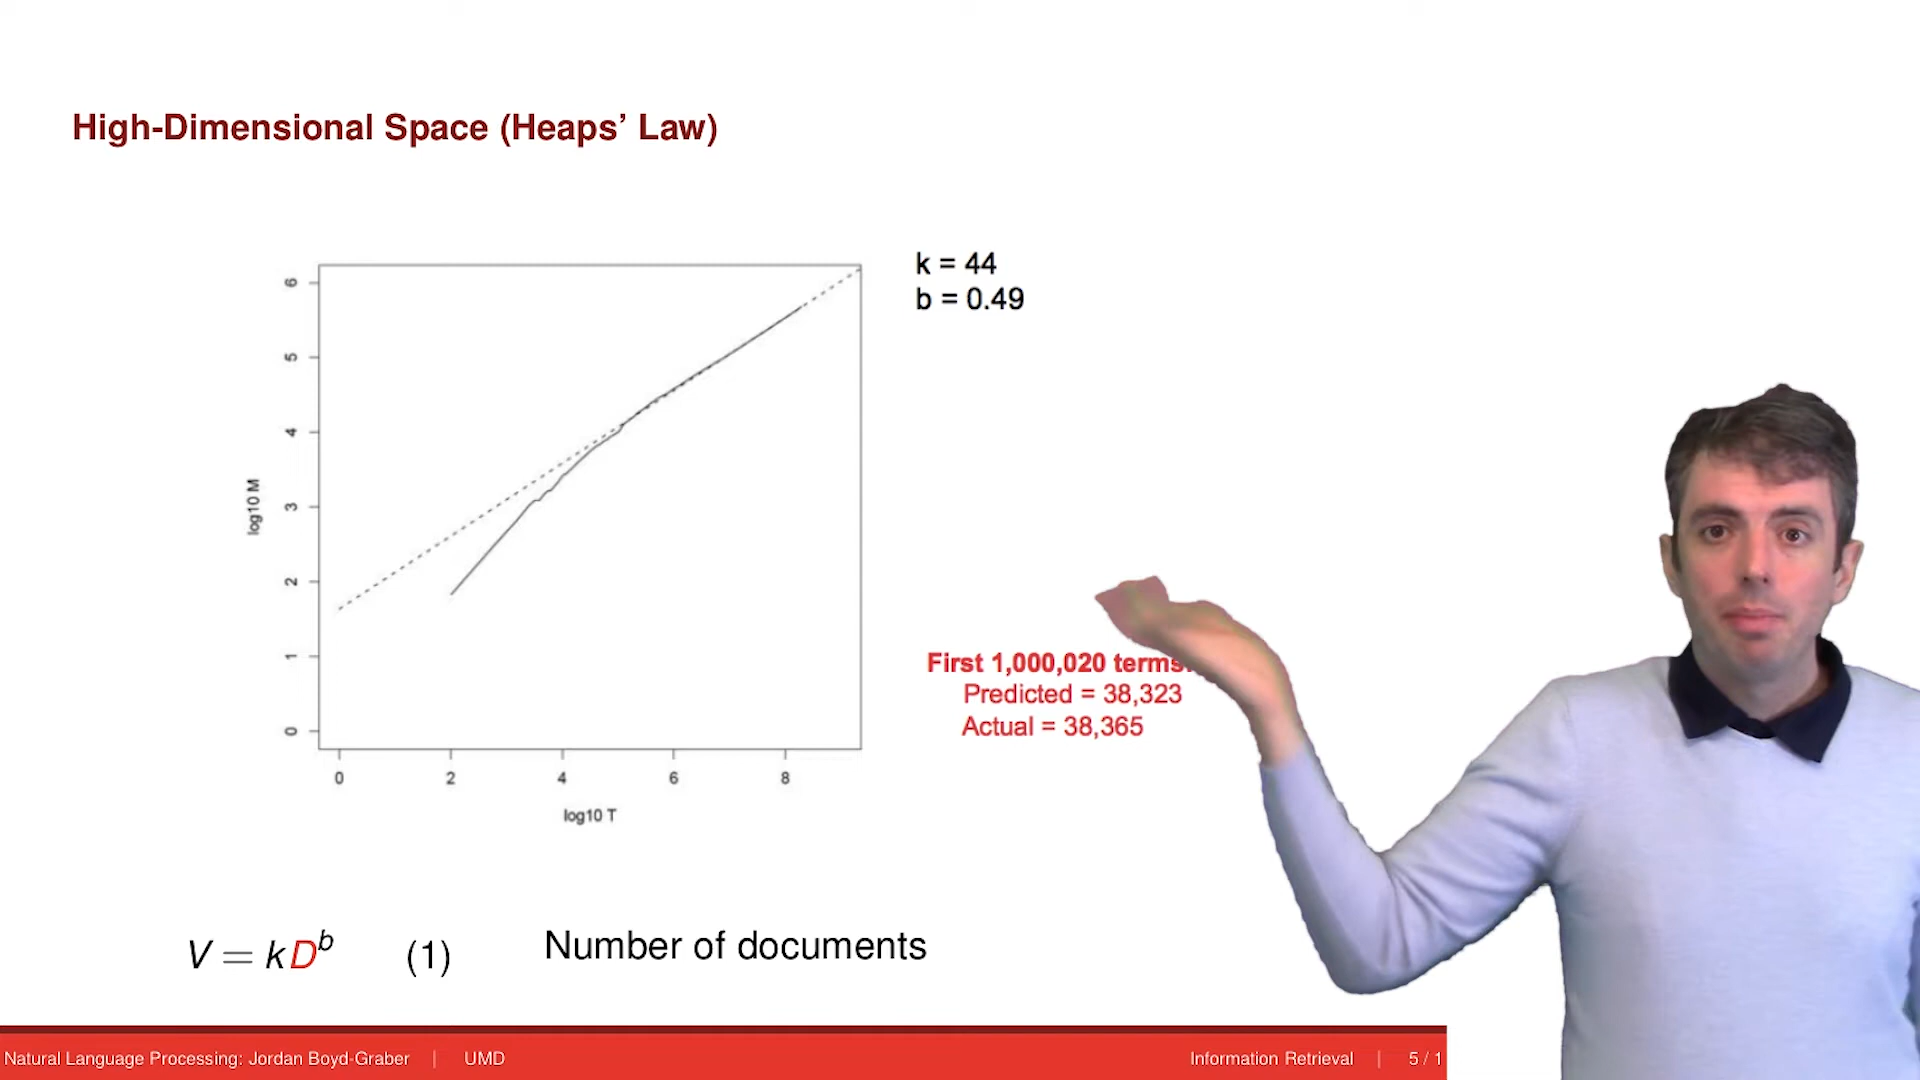 High-Dimensional Space (Heaps’ Law)
k = 44
b = 0.49
6
5
4
3
2
1
0
log10 M
0 2 4 6 8
log10 T
First 1,000,020 terms
Predicted = 38,323
Actual = 38,365
V = kD^b (1) Number of documents
Natural Language Processing: Jordan Boyd-Graber | UMD Information Retrieval | 5 / 1